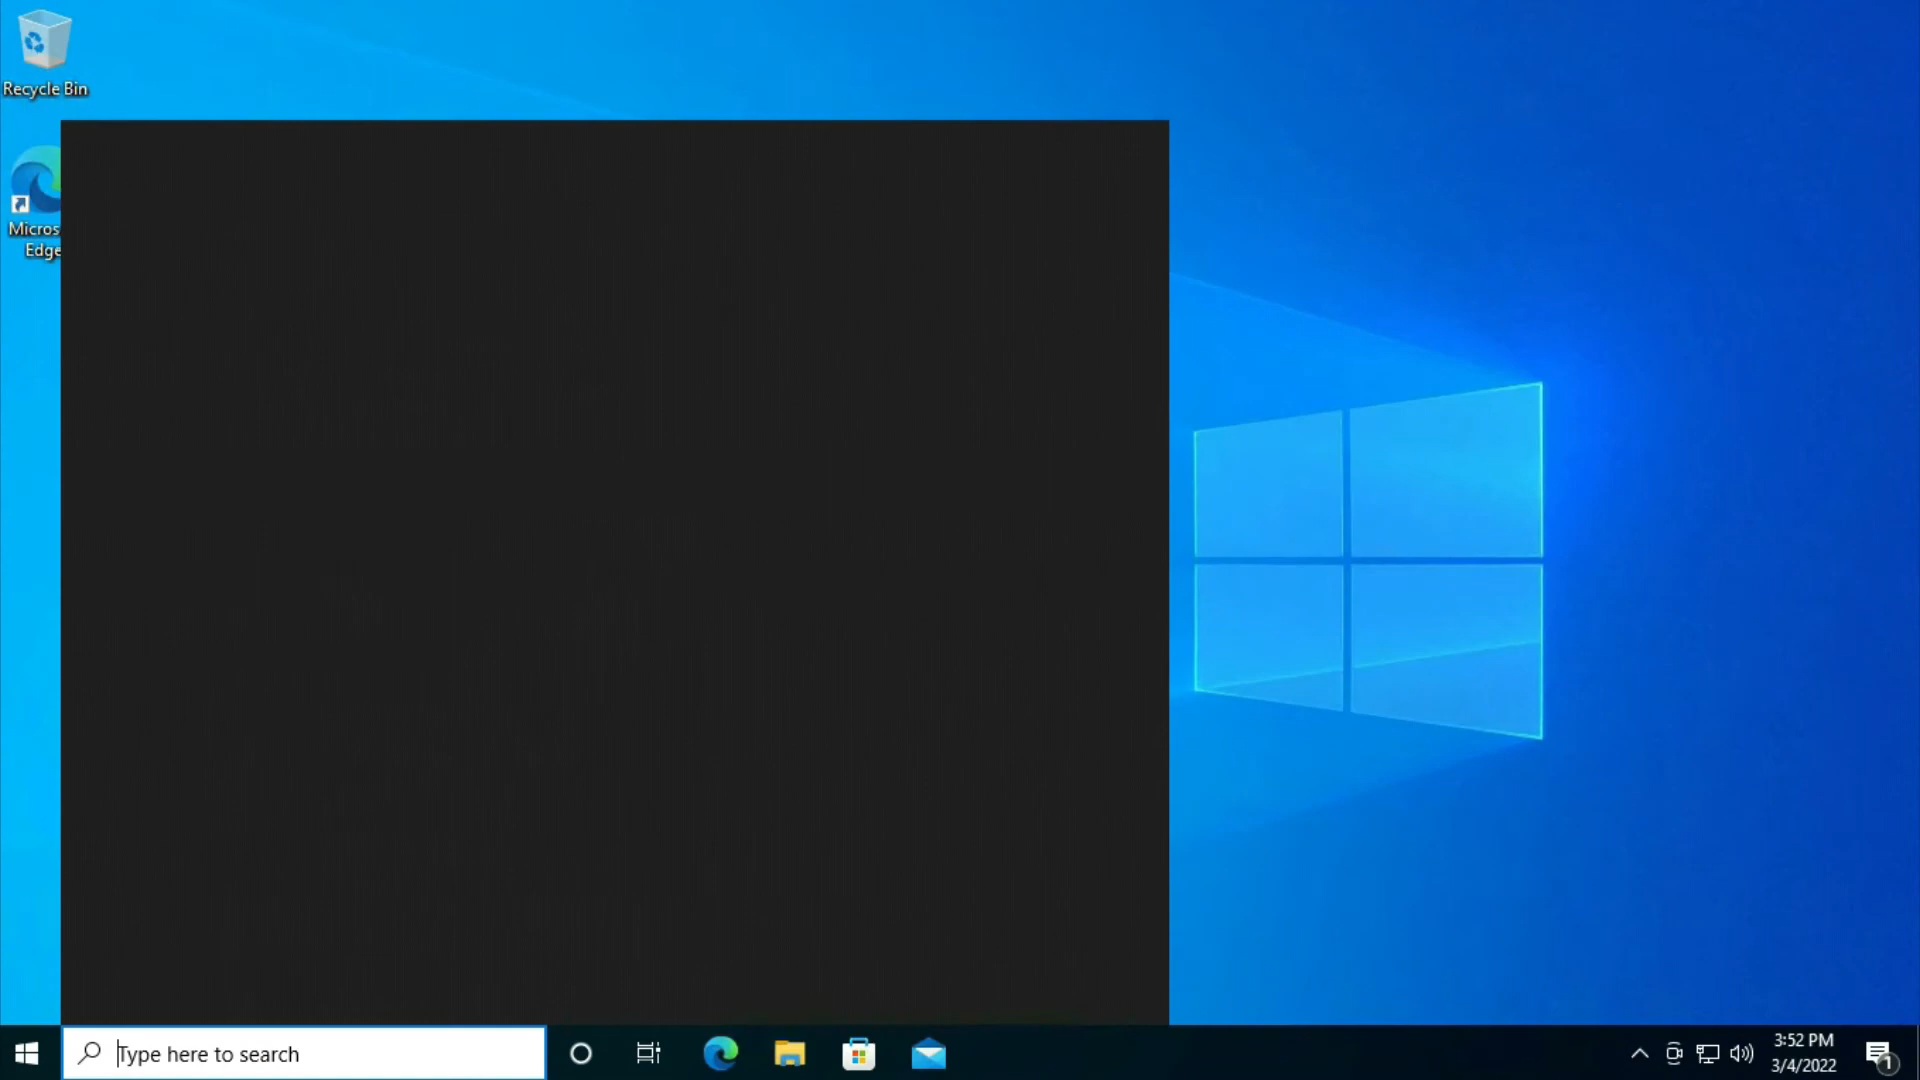 Recycle Bin
Micros
Edge
Type here to search
3:52 PM
3/4/2022
1